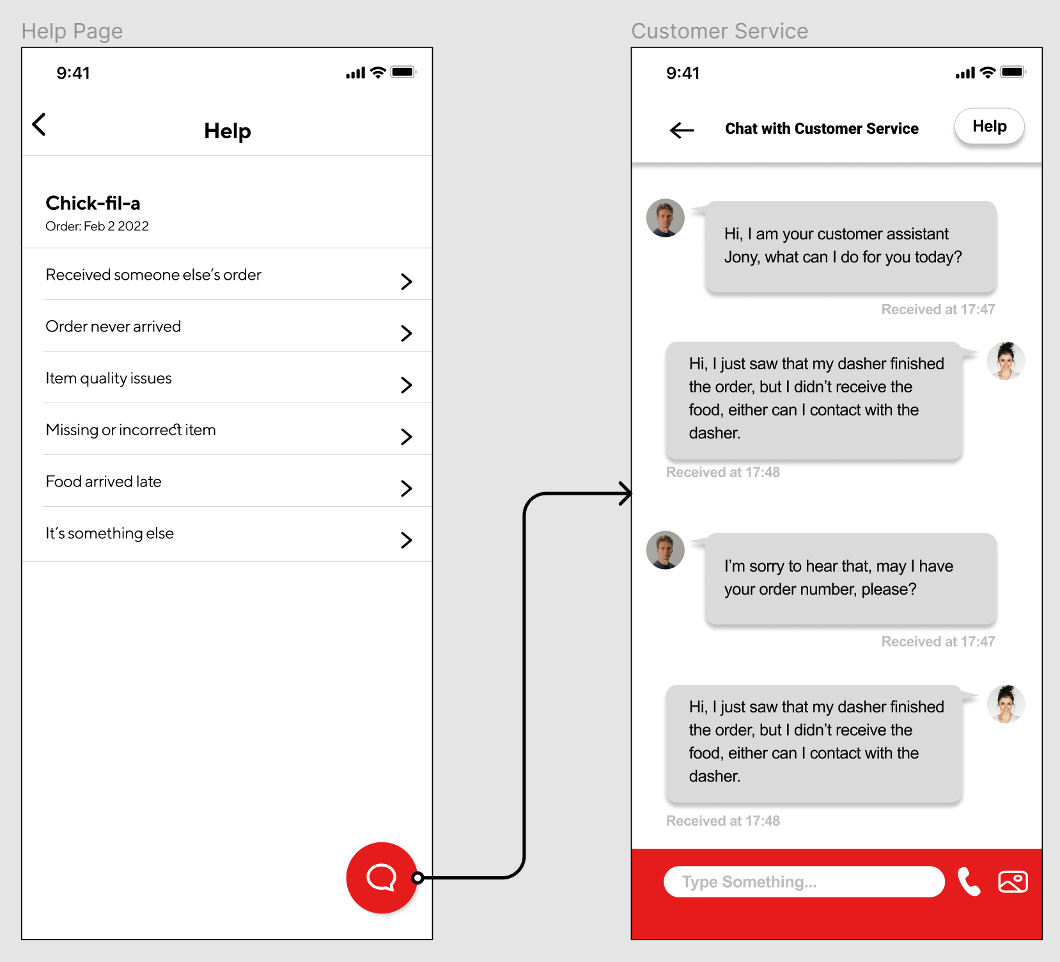 Help Page
9:41
Help
Chick-fil-a
Order: Feb 2 2022
Received someone else's order
Order never arrived
Item quality issues
Missing or incorrect item
Food arrived late
It's something else
Customer Service
9:41
Chat with Customer Service
Help
Hi, I am your customer assistant
Jony, what can I do for you today?
Received at 17:47
Hi, I just saw that my dasher finished
the order, but I didn't receive the
food, either can I contact with the
dasher.
Received at 17:48
I'm sorry to hear that, may I have
your order number, please?
Received at 17:47
Hi, I just saw that my dasher finished
the order, but I didn't receive the
food, either can I contact with the
dasher.
Received at 17:48
Type Something...